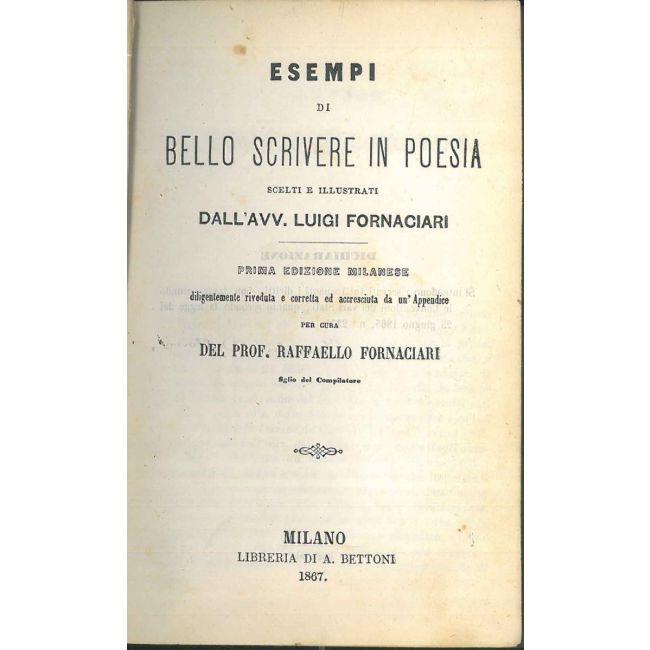 ESEMPI
DI
BELLO SCRIVERE IN POESIA
SCELTI E ILLUSTRATI
DALL'AVV. LUIGI FORNACIARI
PRIMA EDIZIONE MILANESE
diligentemente riveduta e corretta ed accresciuta da un' Appendice
PER CURA
DEL PROF. RAFFAELLO FORNACIARI
figlio del Compilatore
MILANO
LIBRERIA DI A. BETTONI
1867.